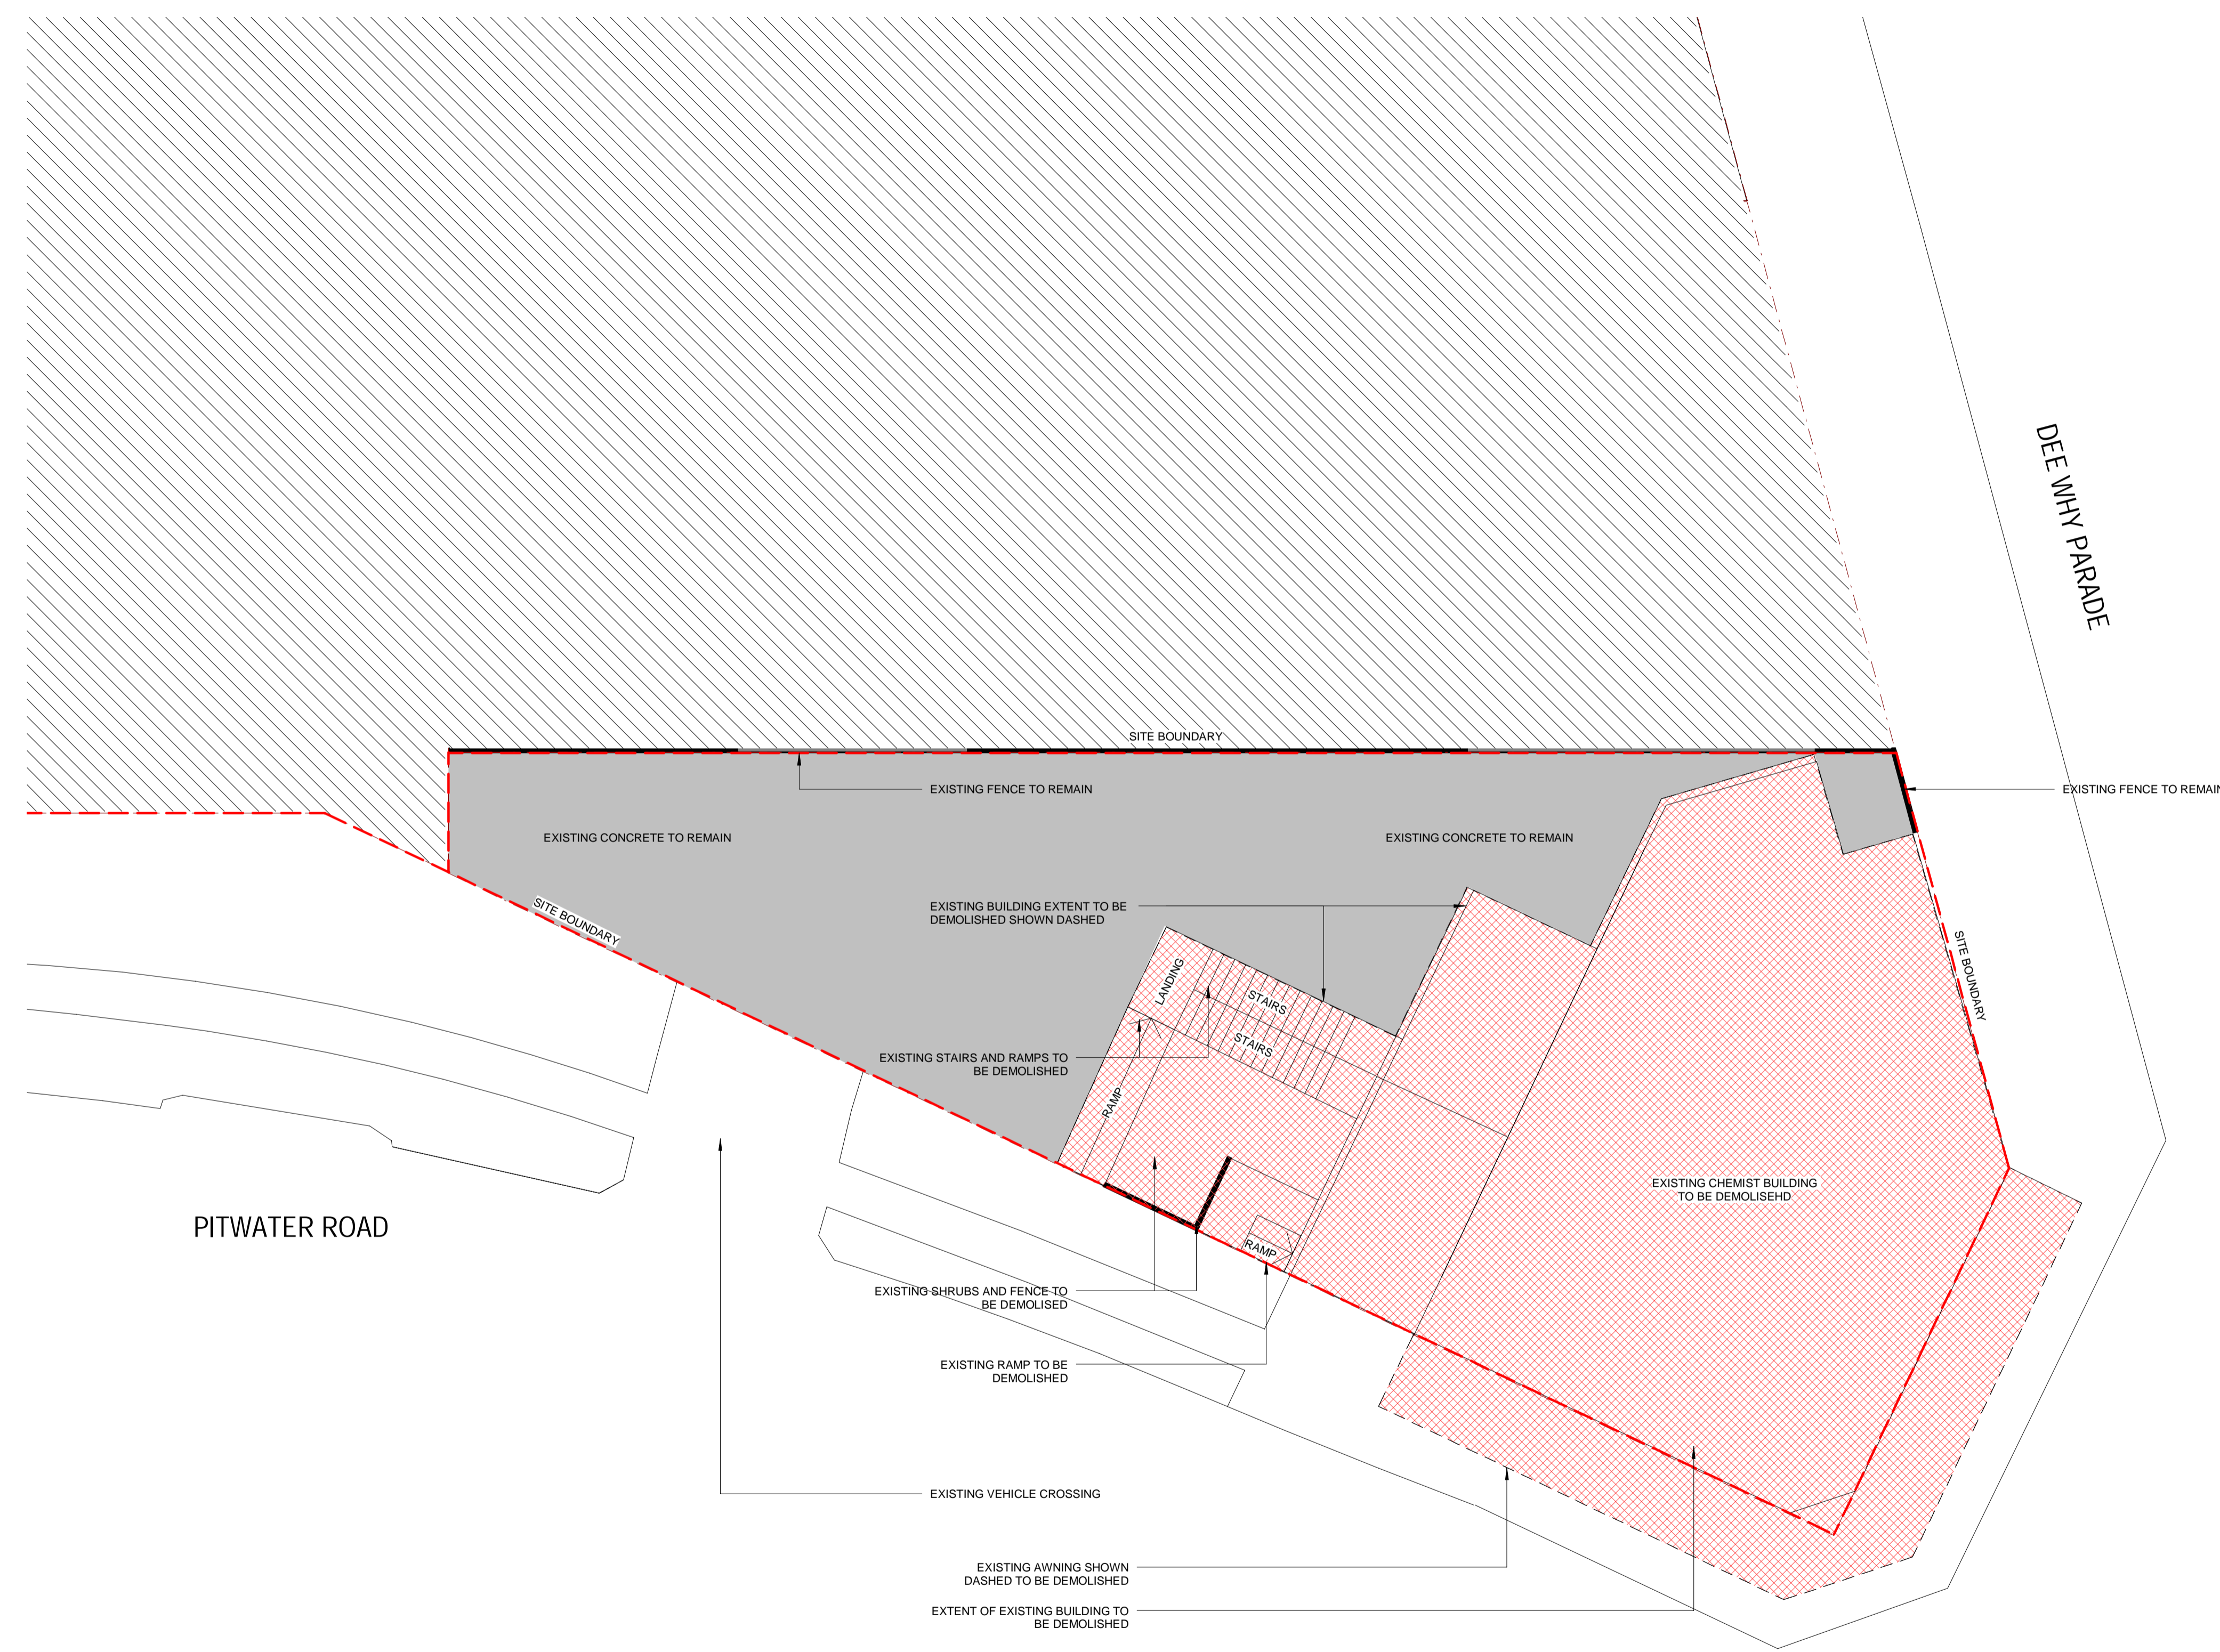 DEE WHY PARADE
SITE BOUNDARY
EXISTING FENCE TO REMAIN
EXISTING FENCE TO REMAIN
EXISTING CONCRETE TO REMAIN
EXISTING CONCRETE TO REMAIN
SITE BOUNDARY
EXISTING BUILDING EXTENT TO BE
DEMOLISHED SHOWN DASHED
SITE BOUNDARY
LANDING
STAIRS
STAIRS
EXISTING STAIRS AND RAMPS TO
BE DEMOLISHED
RAMP
EXISTING CHEMIST BUILDING
TO BE DEMOLISEHD
PITWATER ROAD
RAMP
EXISTING SHRUBS AND FENCE TO
BE DEMOLISED
EXISTING RAMP TO BE
DEMOLISHED
EXISTING VEHICLE CROSSING
EXISTING AWNING SHOWN
DASHED TO BE DEMOLISHED
EXTENT OF EXISTING BUILDING TO
BE DEMOLISHED